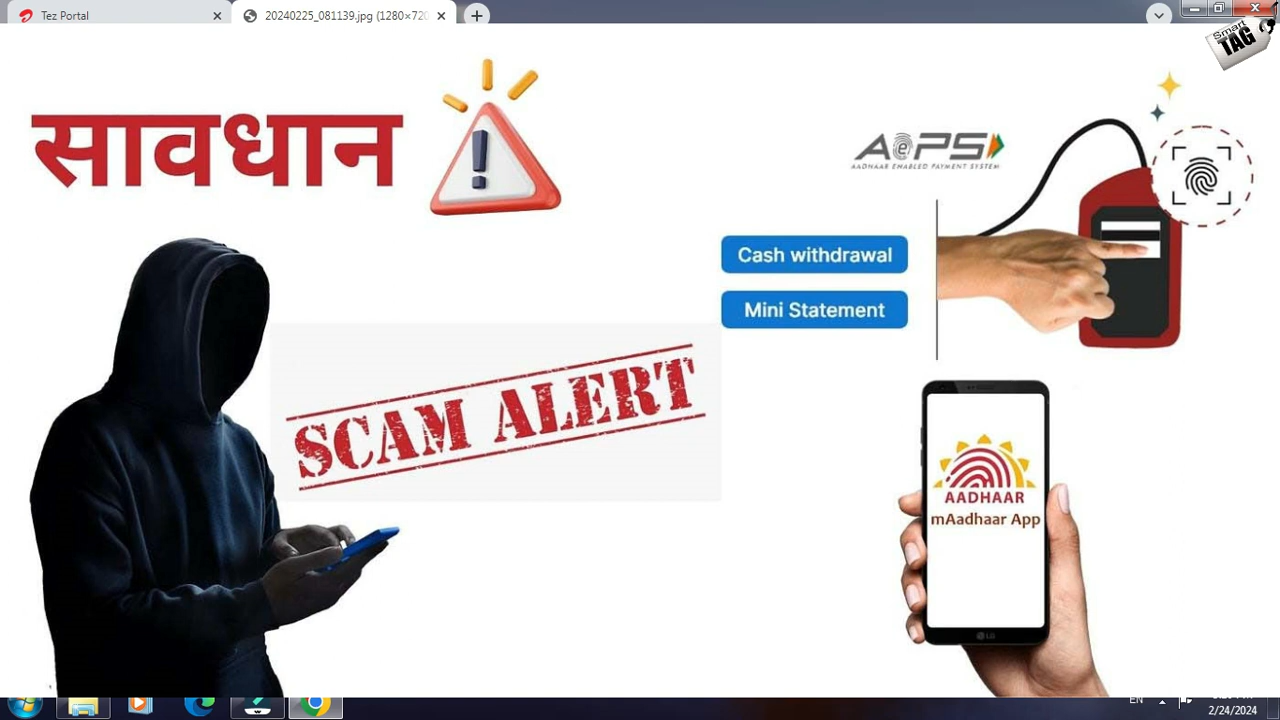 Tez Portal
20240225_081139.jpg (1280×720
Smart
TAG
सावधान
AePS
AADHAAR ENABLED PAYMENT SYSTEM
Cash withdrawal
Mini Statement
SCAM ALERT
AADHAAR
mAadhaar App
LG
EN
2/24/2024